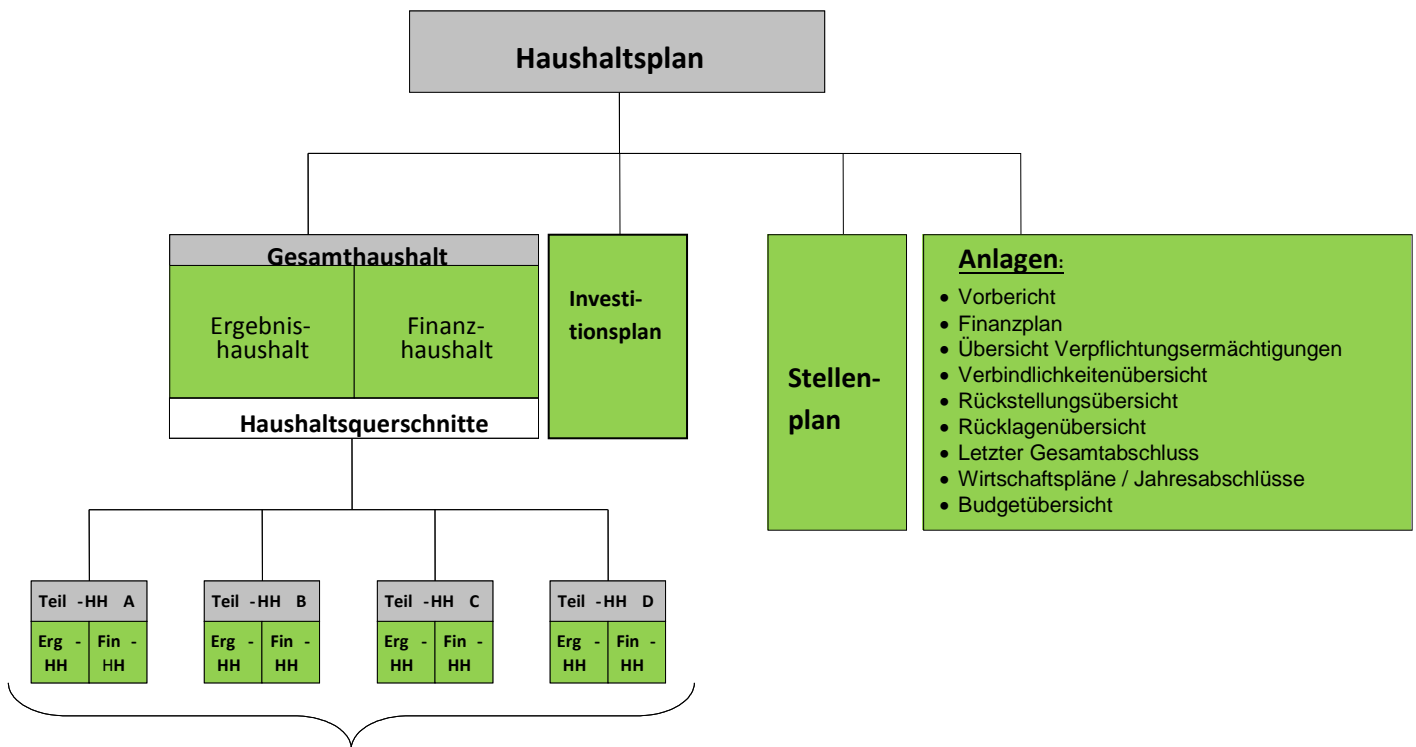 Haushaltsplan
Gesamthaushalt
Ergebnis-
haushalt
Finanz-
haushalt
Haushaltsquerschnitte
Investi-
tionsplan
Stellen-
plan
Anlagen:
• Vorbericht
• Finanzplan
• Übersicht Verpflichtungsermächtigungen
• Verbindlichkeitenübersicht
• Rückstellungsübersicht
• Rücklagenübersicht
• Letzter Gesamtabschluss
• Wirtschaftspläne / Jahresabschlüsse
• Budgetübersicht
Teil -HH A
Erg -
HH
Fin -
HH
Teil -HH B
Erg -
HH
Fin -
HH
Teil -HH C
Erg -
HH
Fin -
HH
Teil -HH D
Erg -
HH
Fin -
HH